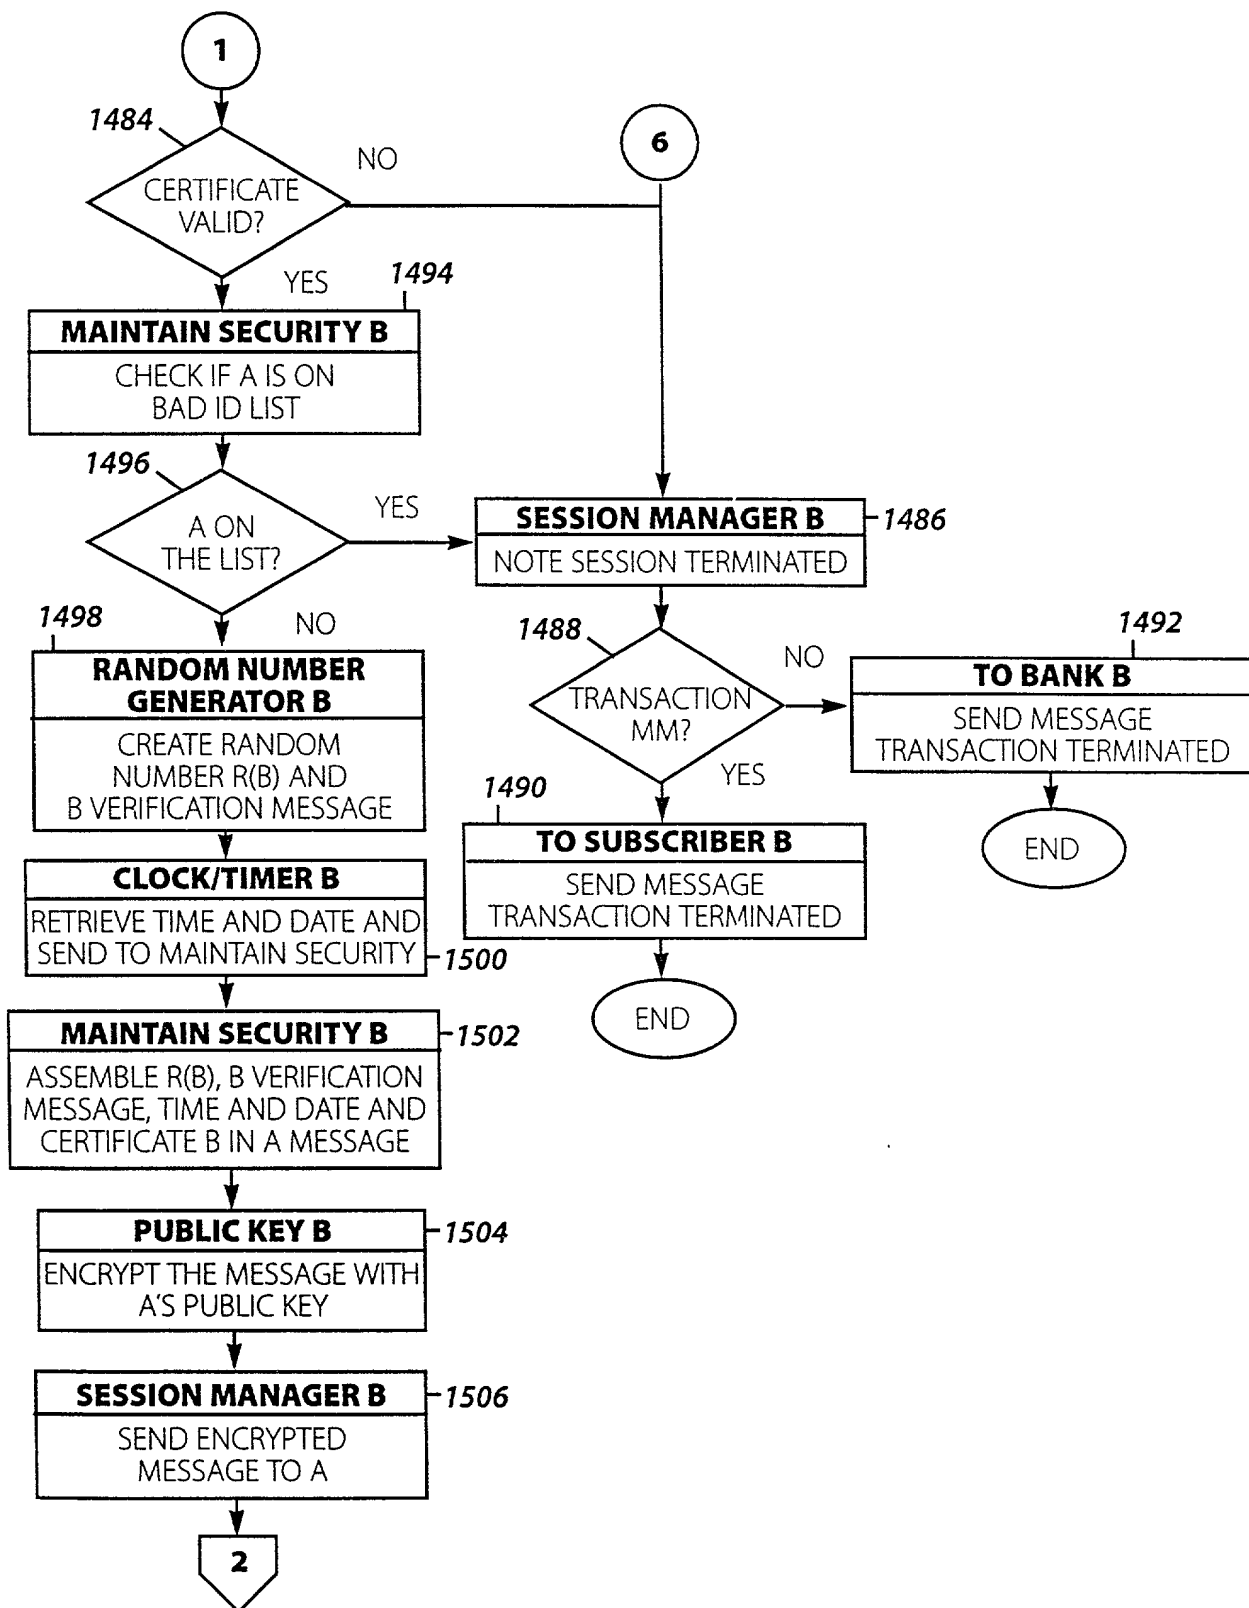 1
1484
CERTIFICATE
VALID?
NO
6
YES
1494
MAINTAIN SECURITY B
CHECK IF A IS ON
BAD ID LIST
1496
A ON
THE LIST?
YES
SESSION MANAGER B
1486
NOTE SESSION TERMINATED
1498
NO
RANDOM NUMBER
GENERATOR B
CREATE RANDOM
NUMBER R(B) AND
B VERIFICATION MESSAGE
1488
TRANSACTION
MM?
NO
1492
TO BANK B
SEND MESSAGE
TRANSACTION TERMINATED
END
YES
1490
TO SUBSCRIBER B
SEND MESSAGE
TRANSACTION TERMINATED
END
CLOCK/TIMER B
RETRIEVE TIME AND DATE AND
SEND TO MAINTAIN SECURITY
1500
MAINTAIN SECURITY B
1502
ASSEMBLE R(B), B VERIFICATION
MESSAGE, TIME AND DATE AND
CERTIFICATE B IN A MESSAGE
PUBLIC KEY B
1504
ENCRYPT THE MESSAGE WITH
A'S PUBLIC KEY
SESSION MANAGER B
1506
SEND ENCRYPTED
MESSAGE TO A
2